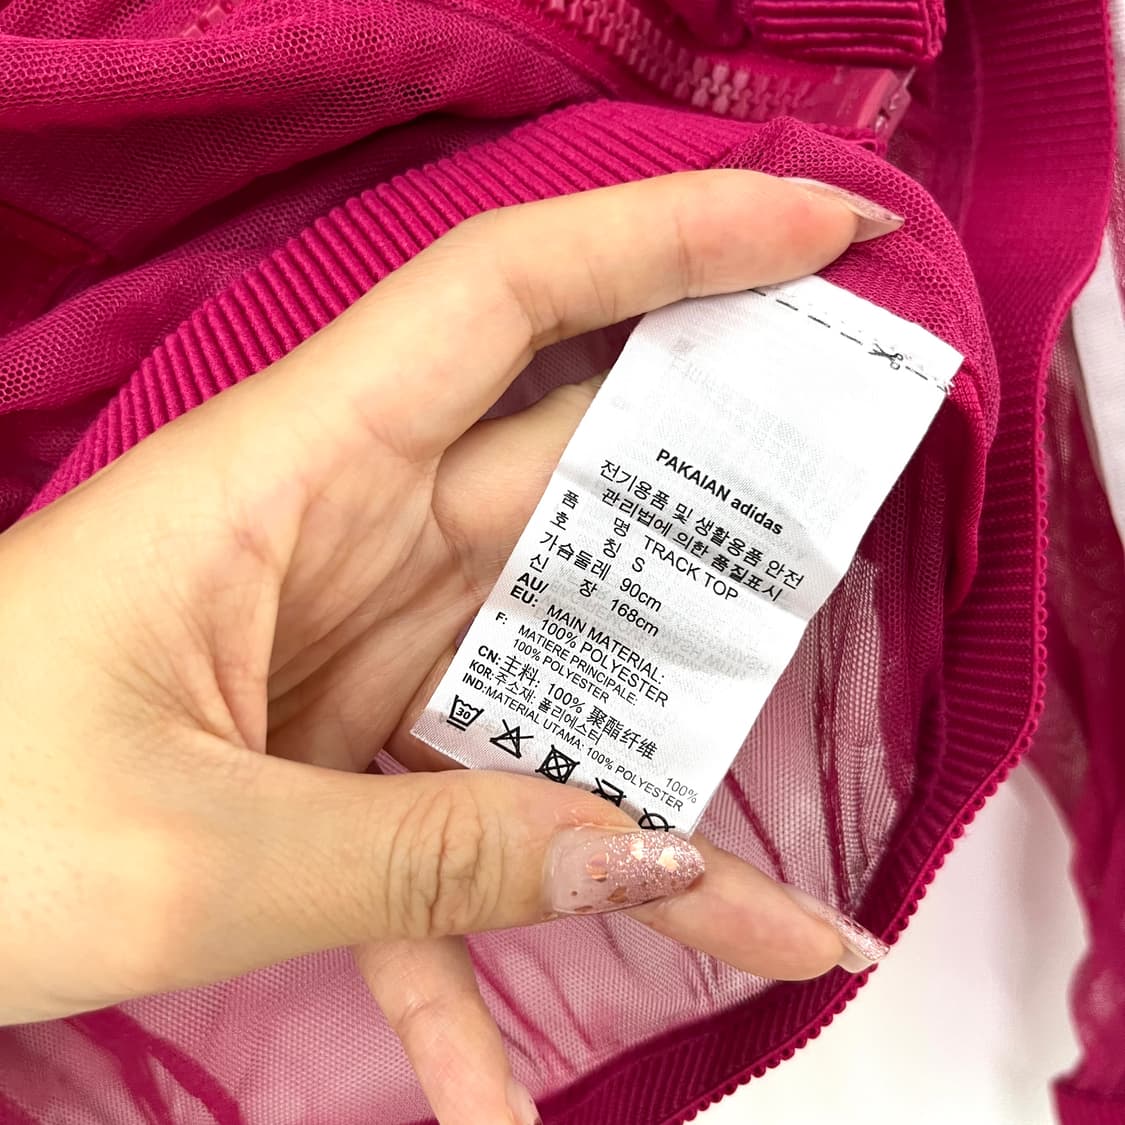 PAKAIAN adidas
전기용품 및 생활용품 안전
관리법에 의한 품질표시
품 명 TRACK TOP
호 칭 S
가슴둘레 90cm
신 장 168cm
AU/
EU: MAIN MATERIAL:
100% POLYESTER
F: MATIERE PRINCIPALE:
100% POLYESTER
CN: 主料: 100% 聚酯纤维
KOR: 주소재: 폴리에스터 100%
IND: MATERIAL UTAMA: 100% POLYESTER
30